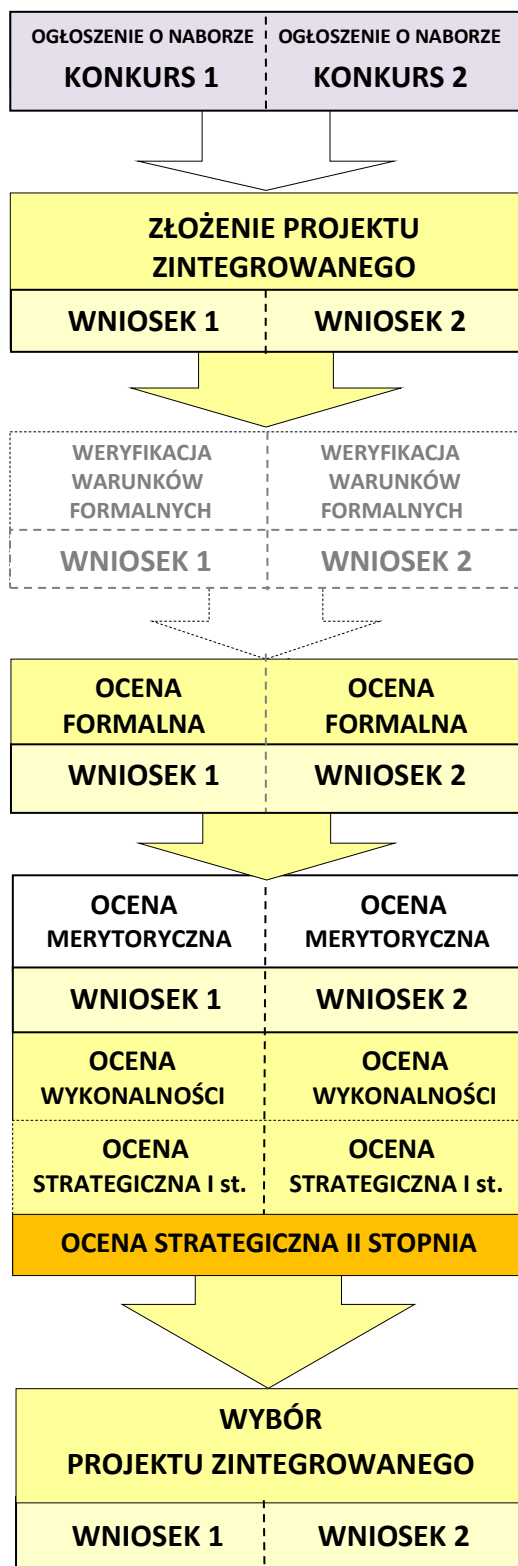 OGŁOSZENIE O NABORZE OGŁOSZENIE O NABORZE
KONKURS 1 KONKURS 2
ZŁOŻENIE PROJEKTU
ZINTEGROWANEGO
WNIOSEK 1 WNIOSEK 2
WERYFIKACJA WERYFIKACJA
WARUNKÓW WARUNKÓW
FORMALNYCH FORMALNYCH
WNIOSEK 1 WNIOSEK 2
OCENA OCENA
FORMALNA FORMALNA
WNIOSEK 1 WNIOSEK 2
OCENA OCENA
MERYTORYCZNA MERYTORYCZNA
WNIOSEK 1 WNIOSEK 2
OCENA OCENA
WYKONALNOŚCI WYKONALNOŚCI
OCENA OCENA
STRATEGICZNA I st. STRATEGICZNA I st.
OCENA STRATEGICZNA II STOPNIA
WYBÓR
PROJEKTU ZINTEGROWANEGO
WNIOSEK 1 WNIOSEK 2